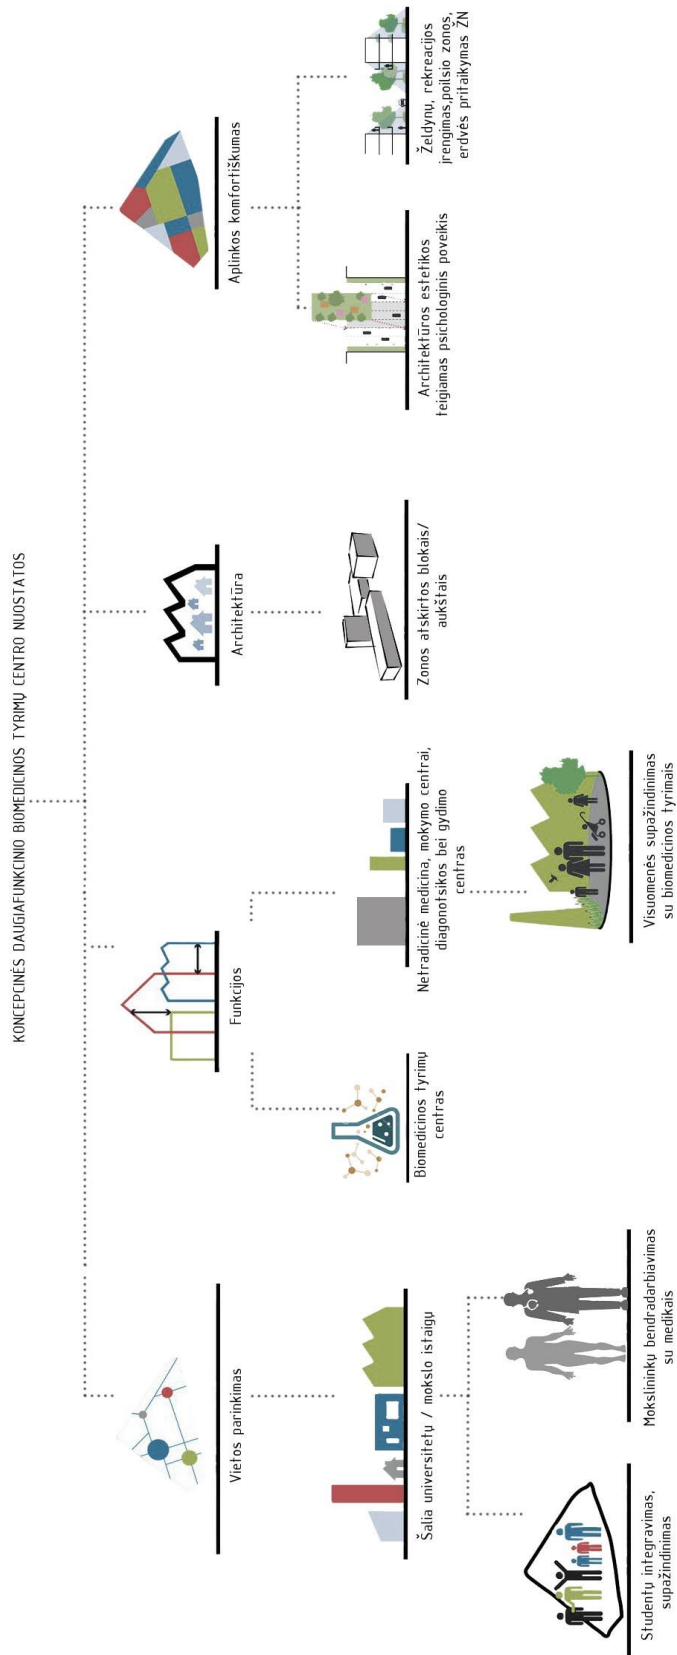 KONCEPCINĖS DAUGIAFUNKCINIO BIOMEDICINOS TYRIMŲ CENTRO NUOSTATOS
Vietos parinkimas
Funkcijos
Architektūra
Aplinkos komfortiškumas
Šalia universitetų / mokslo įstaigų
Biomedicinos tyrimų
centras
Netradicinė medicina, mokymo centrai,
diagonotsikos bei gydimo
centras
Zonos atskirtos blokais/
aukštais
Architektūros estetikos
teigiamas psichologinis poveikis
Želdynų, rekreacijos
įrengimas,poilsio zonos,
erdvės pritaikymas ŽN
Studentų integravimas,
supažindinimas
Mokslininkų bendradarbiavimas
su medikais
Visuomenės supažindinimas
su biomedicinos tyrimais